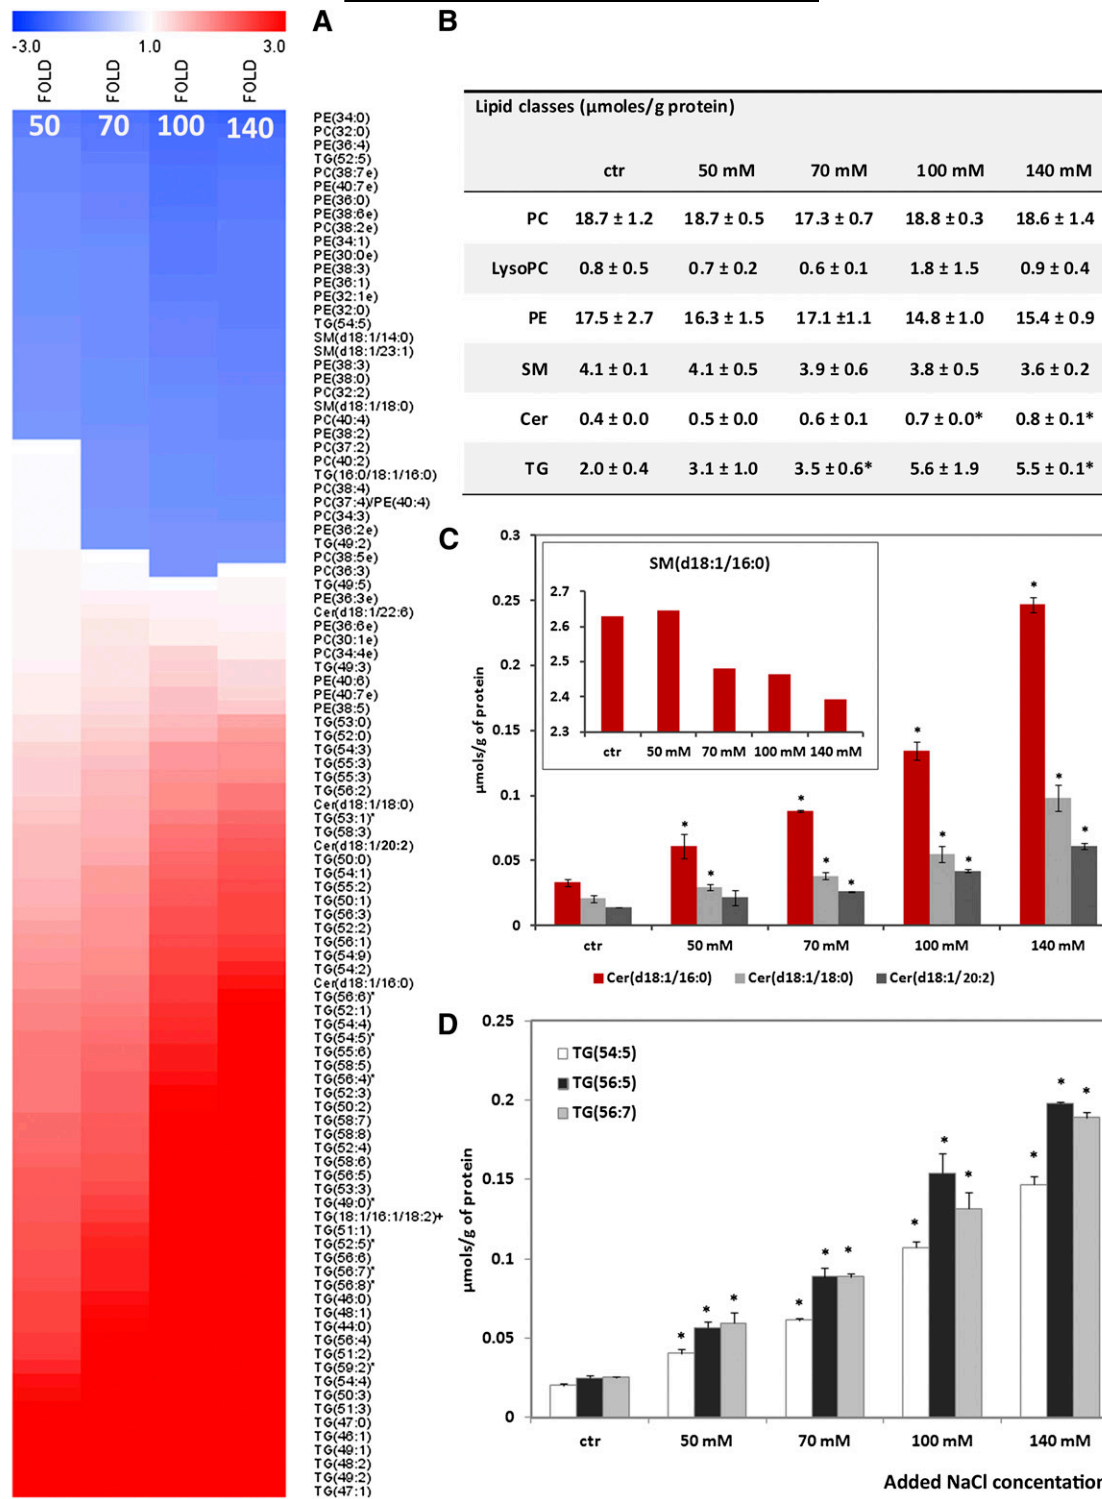 A
B
-3.0 1.0 3.0
FOLD FOLD FOLD FOLD
50 70 100 140
PE(34:0)
PC(32:0)
PE(36:4)
TG(52:5)
PC(38:7e)
PE(40:7e)
PE(36:0)
PE(38:6e)
PC(38:2e)
PE(34:1)
PE(30:0e)
PE(38:3)
PE(36:1)
PE(32:1e)
PE(32:0)
TG(54:5)
SM(d18:1/14:0)
SM(d18:1/23:1)
PE(38:3)
PE(38:0)
PC(32:2)
SM(d18:1/18:0)
PC(40:4)
PE(38:2)
PC(37:2)
PC(40:2)
TG(16:0/18:1/16:0)
PC(38:4)
PC(37:4)/PE(40:4)
PC(34:3)
PE(36:2e)
TG(49:2)
PC(38:5e)
PC(36:3)
TG(49:5)
PE(36:3e)
Cer(d18:1/22:6)
PE(36:6e)
PC(30:1e)
PC(34:4e)
TG(49:3)
PE(40:6)
PE(40:7e)
PE(38:5)
TG(53:0)
TG(52:0)
TG(54:3)
TG(55:3)
TG(55:3)
TG(56:2)
Cer(d18:1/18:0)
TG(53:1)*
TG(58:3)
Cer(d18:1/20:2)
TG(50:0)
TG(54:1)
TG(55:2)
TG(50:1)
TG(56:3)
TG(52:2)
TG(56:1)
TG(54:9)
TG(54:2)
Cer(d18:1/16:0)
TG(56:6)*
TG(52:1)
TG(54:4)
TG(54:5)*
TG(55:6)
TG(58:5)
TG(56:4)*
TG(52:3)
TG(50:2)
TG(58:7)
TG(58:8)
TG(52:4)
TG(58:6)
TG(56:5)
TG(53:3)
TG(49:0)*
TG(18:1/16:1/18:2)+
TG(51:1)
TG(52:5)*
TG(56:6)
TG(56:7)*
TG(56:8)*
TG(46:0)
TG(48:1)
TG(44:0)
TG(56:4)
TG(51:2)
TG(59:2)*
TG(54:4)
TG(50:3)
TG(51:3)
TG(47:0)
TG(46:1)
TG(49:1)
TG(48:2)
TG(49:2)
TG(47:1)
Lipid classes (µmoles/g protein)
ctr 50 mM 70 mM 100 mM 140 mM
PC 18.7 ± 1.2 18.7 ± 0.5 17.3 ± 0.7 18.8 ± 0.3 18.6 ± 1.4
LysoPC 0.8 ± 0.5 0.7 ± 0.2 0.6 ± 0.1 1.8 ± 1.5 0.9 ± 0.4
PE 17.5 ± 2.7 16.3 ± 1.5 17.1 ±1.1 14.8 ± 1.0 15.4 ± 0.9
SM 4.1 ± 0.1 4.1 ± 0.5 3.9 ± 0.6 3.8 ± 0.5 3.6 ± 0.2
Cer 0.4 ± 0.0 0.5 ± 0.0 0.6 ± 0.1 0.7 ± 0.0* 0.8 ± 0.1*
TG 2.0 ± 0.4 3.1 ± 1.0 3.5 ± 0.6* 5.6 ± 1.9 5.5 ± 0.1*
C
0.3
0.25
0.2
0.15
0.1
0.05
0
µmols/g of protein
SM(d18:1/16:0)
2.7
2.6
2.5
2.4
2.3
ctr 50 mM 70 mM 100 mM 140 mM
* * * * * * * * * * *
ctr 50 mM 70 mM 100 mM 140 mM
Cer(d18:1/16:0) Cer(d18:1/18:0) Cer(d18:1/20:2)
D
0.25
0.2
0.15
0.1
0.05
0
µmols/g of protein
TG(54:5)
TG(56:5)
TG(56:7)
* * * * * * * * * * * *
ctr 50 mM 70 mM 100 mM 140 mM
Added NaCl concentation